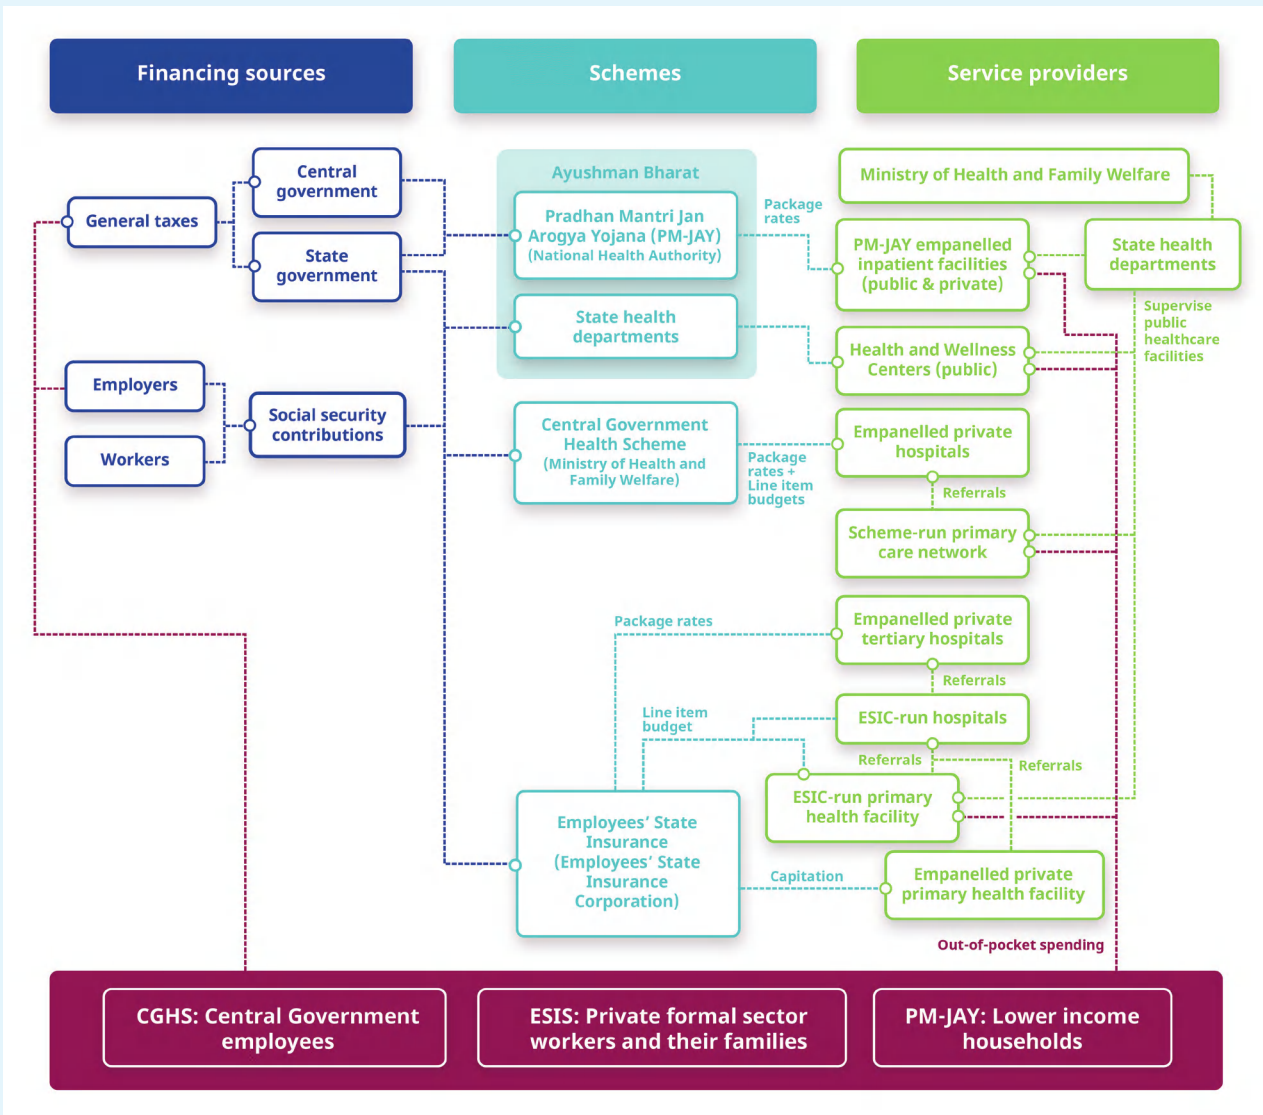 Financing sources
Schemes
Service providers
General taxes
Central
government
State
government
Employers
Workers
Social security
contributions
Ayushman Bharat
Pradhan Mantri Jan
Arogya Yojana (PM-JAY)
(National Health Authority)
State health
departments
Central Government
Health Scheme
(Ministry of Health and
Family Welfare)
Employees’ State
Insurance
(Employees’ State
Insurance
Corporation)
Package
rates
Package
rates +
Line item
budgets
Package rates
Line item
budget
Capitation
Ministry of Health and Family Welfare
PM-JAY empanelled
inpatient facilities
(public & private)
State health
departments
Supervise
public
healthcare
facilities
Health and Wellness
Centers (public)
Empanelled private
hospitals
Referrals
Scheme-run primary
care network
Empanelled private
tertiary hospitals
Referrals
ESIC-run hospitals
Referrals
Referrals
ESIC-run primary
health facility
Empanelled private
primary health facility
Out-of-pocket spending
CGHS: Central Government
employees
ESIS: Private formal sector
workers and their families
PM-JAY: Lower income
households